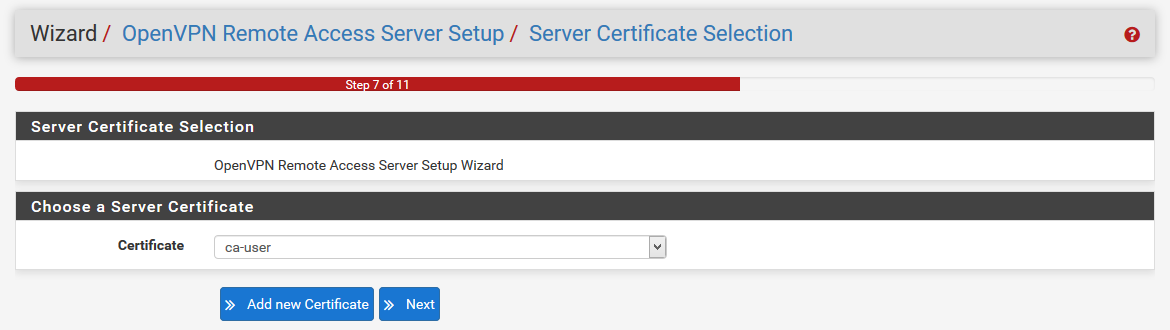 Wizard / OpenVPN Remote Access Server Setup / Server Certificate Selection
Step 7 of 11
Server Certificate Selection
OpenVPN Remote Access Server Setup Wizard
Choose a Server Certificate
Certificate ca-user
Add new Certificate Next